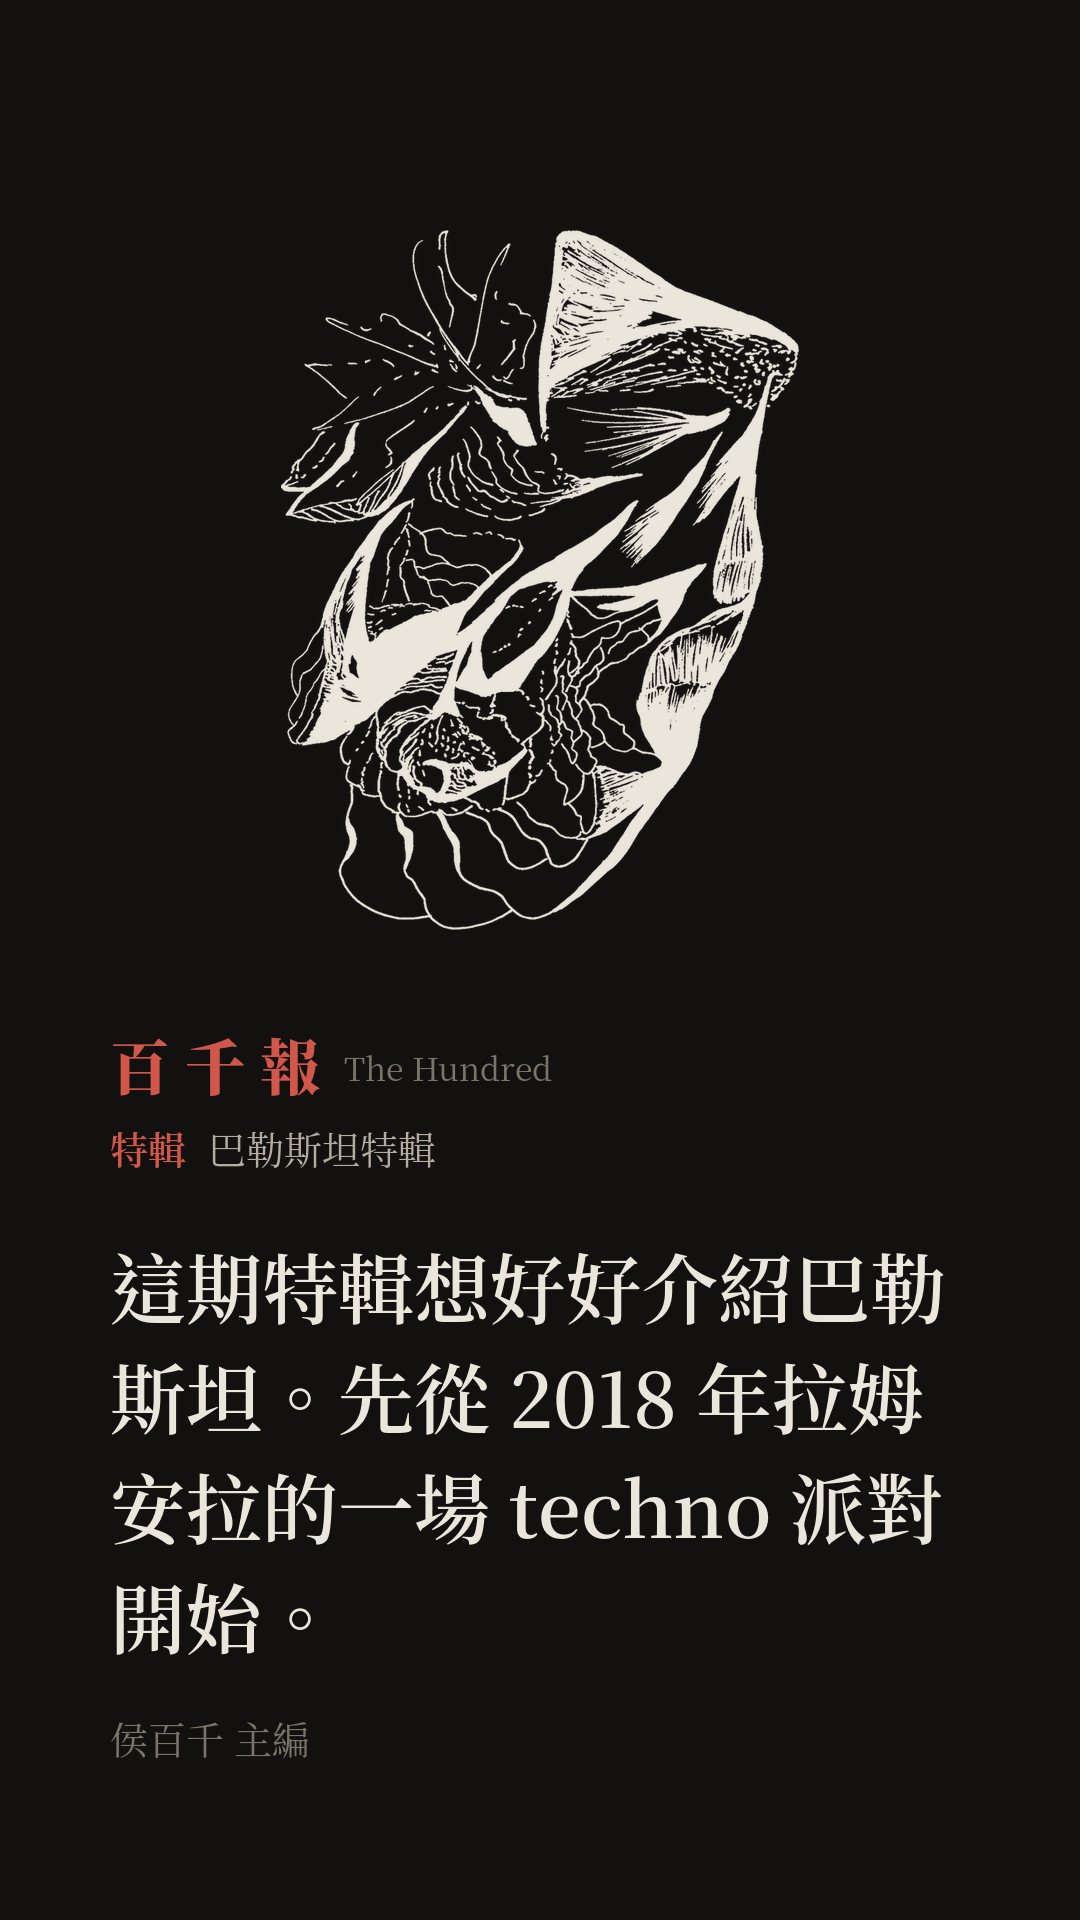 百千報 The Hundred
特輯 巴勒斯坦特輯
這期特輯想好好介紹巴勒
斯坦。先從 2018 年拉姆
安拉的一場 techno 派對
開始。
侯百千 主編